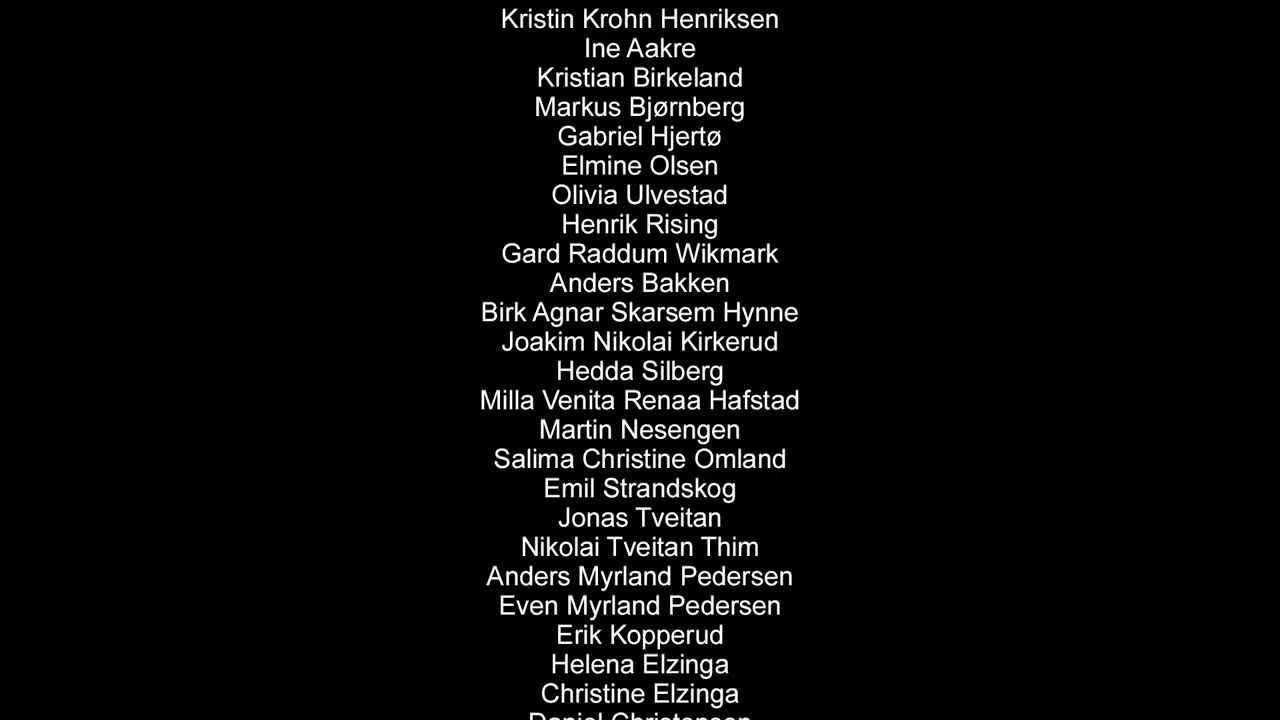 Kristin Krohn Henriksen
Ine Aakre
Kristian Birkeland
Markus Bjørnberg
Gabriel Hjertø
Elmine Olsen
Olivia Ulvestad
Henrik Rising
Gard Raddum Wikmark
Anders Bakken
Birk Agnar Skarsem Hynne
Joakim Nikolai Kirkerud
Hedda Silberg
Milla Venita Renaa Hafstad
Martin Nesengen
Salima Christine Omland
Emil Strandskog
Jonas Tveitan
Nikolai Tveitan Thim
Anders Myrland Pedersen
Even Myrland Pedersen
Erik Kopperud
Helena Elzinga
Christine Elzinga
Daniel